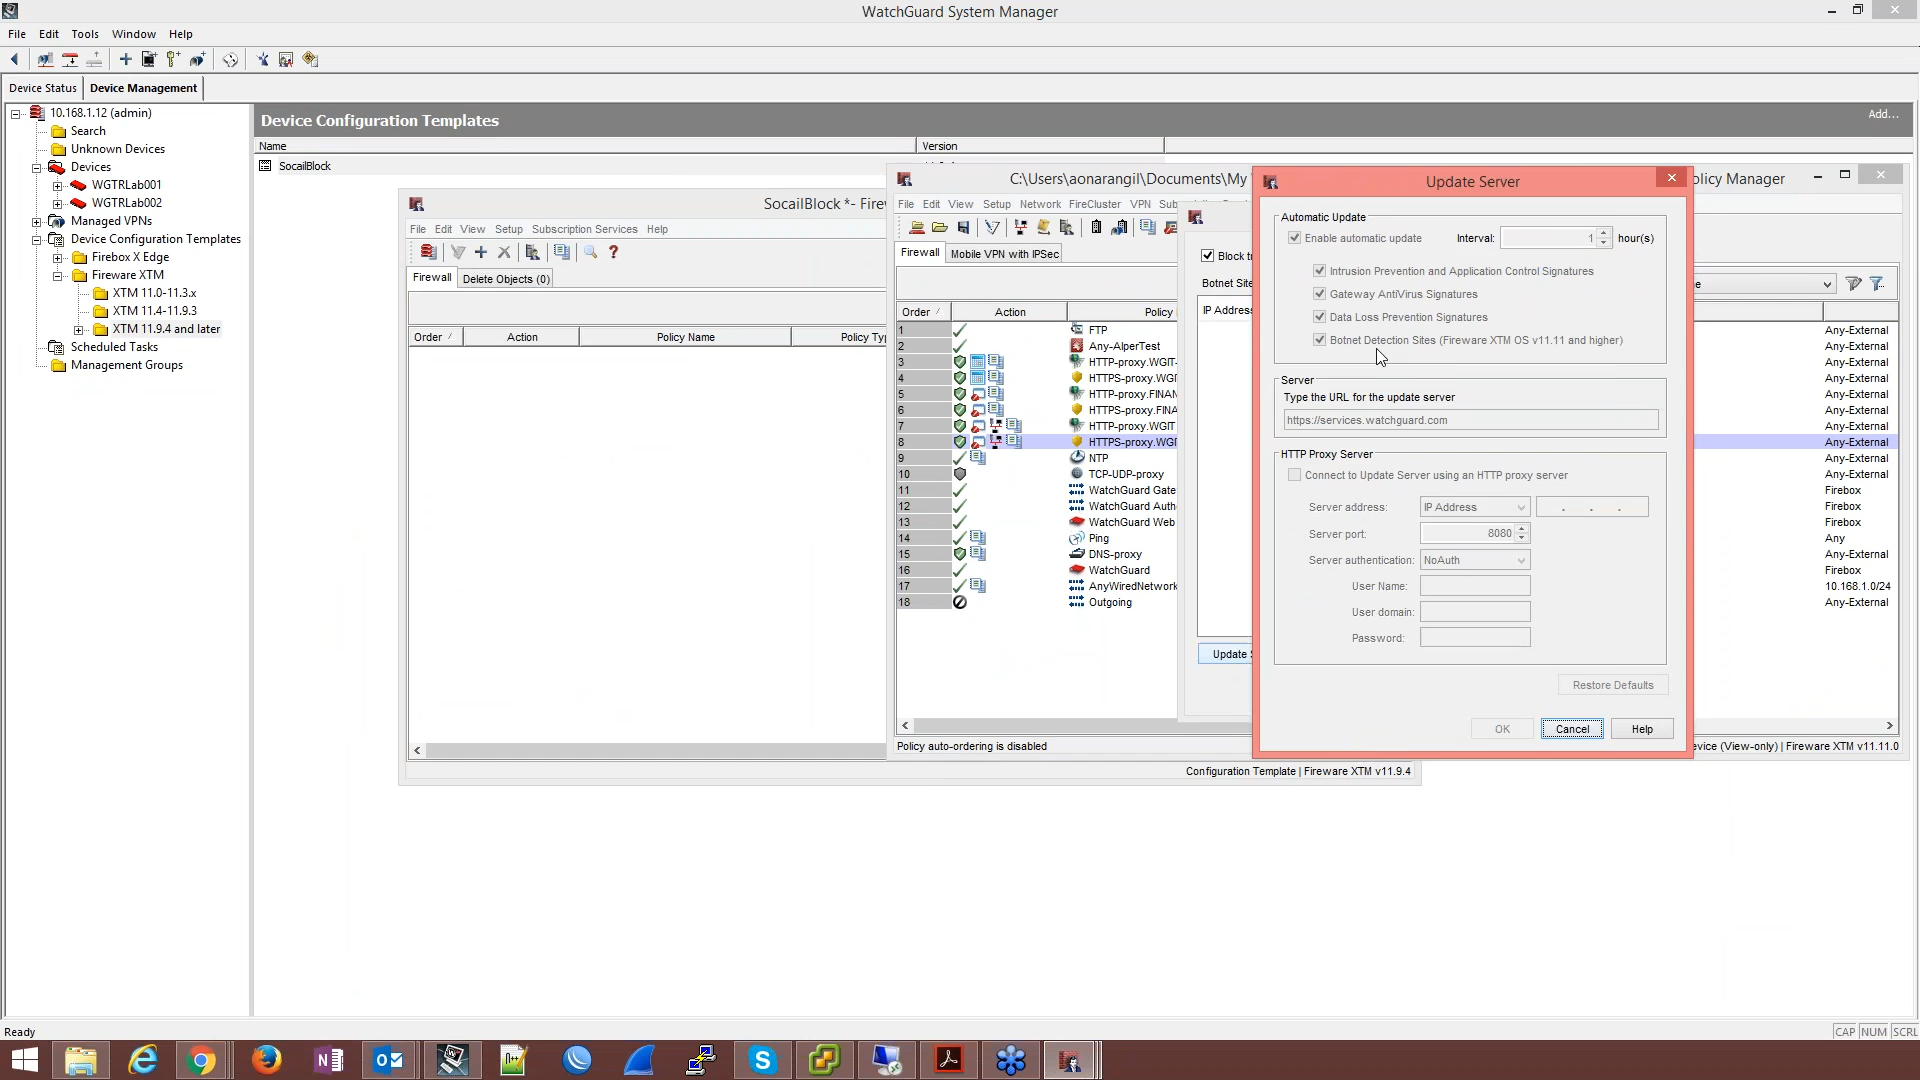 WatchGuard System Manager
File Edit Tools Window Help
Device Status Device Management
10.168.1.12 (admin)
Search
Unknown Devices
Devices
WGTRLab001
WGTRLab002
Managed VPNs
Device Configuration Templates
Firebox X Edge
Fireware XTM
XTM 11.0-11.3.x
XTM 11.4-11.9.3
XTM 11.9.4 and later
Scheduled Tasks
Management Groups
Device Configuration Templates
Add...
Name Version
SocailBlock
SocailBlock *- Firew
File Edit View Setup Subscription Services Help
Firewall Delete Objects (0)
Order Action Policy Name Policy Typ
Configuration Template | Fireware XTM v11.9.4
C:\Users\aonarangil\Documents\My
olicy Manager
File Edit View Setup Network FireCluster VPN Sub
Firewall Mobile VPN with IPSec
Order Action Policy
1 FTP Any-External
2 Any-AlperTest Any-External
3 HTTP-proxy.WGIT- Any-External
4 HTTPS-proxy.WGI Any-External
5 HTTP-proxy.FINAN Any-External
6 HTTPS-proxy.FINA Any-External
7 HTTP-proxy.WGIT Any-External
8 HTTPS-proxy.WGI Any-External
9 NTP Any-External
10 TCP-UDP-proxy Any-External
11 WatchGuard Gate Firebox
12 WatchGuard Auth Firebox
13 WatchGuard Web Firebox
14 Ping Any
15 DNS-proxy Any-External
16 WatchGuard Firebox
17 AnyWiredNetwork 10.168.1.0/24
18 Outgoing Any-External
Policy auto-ordering is disabled
evice (View-only) | Fireware XTM v11.11.0
Block tr
Botnet Site
IP Address
Update S
Update Server
Automatic Update
Enable automatic update Interval: 1 hour(s)
Intrusion Prevention and Application Control Signatures
Gateway AntiVirus Signatures
Data Loss Prevention Signatures
Botnet Detection Sites (Fireware XTM OS v11.11 and higher)
Server
Type the URL for the update server
https://services.watchguard.com
HTTP Proxy Server
Connect to Update Server using an HTTP proxy server
Server address: IP Address . . .
Server port: 8080
Server authentication: NoAuth
User Name:
User domain:
Password:
Restore Defaults
OK Cancel Help
Ready
CAP NUM SCRL